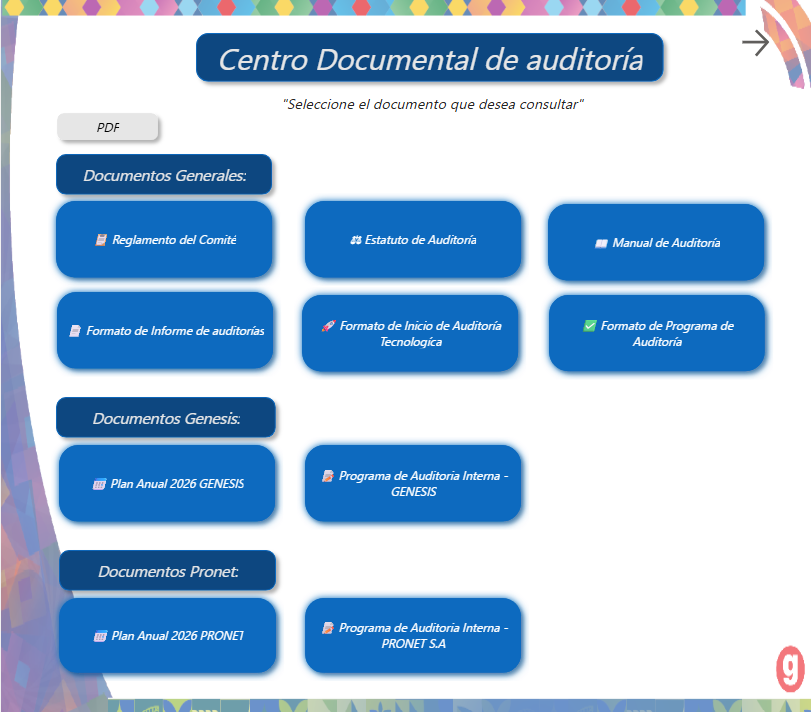 Centro Documental de auditoría
"Seleccione el documento que desea consultar"
PDF
Documentos Generales:
Reglamento del Comité
Estatuto de Auditoría
Manual de Auditoría
Formato de Informe de auditorías
Formato de Inicio de Auditoría
Tecnologíca
Formato de Programa de
Auditoría
Documentos Genesis:
Plan Anual 2026 GENESIS
Programa de Auditoria Interna -
GENESIS
Documentos Pronet:
Plan Anual 2026 PRONET
Programa de Auditoria Interna -
PRONET S.A
g